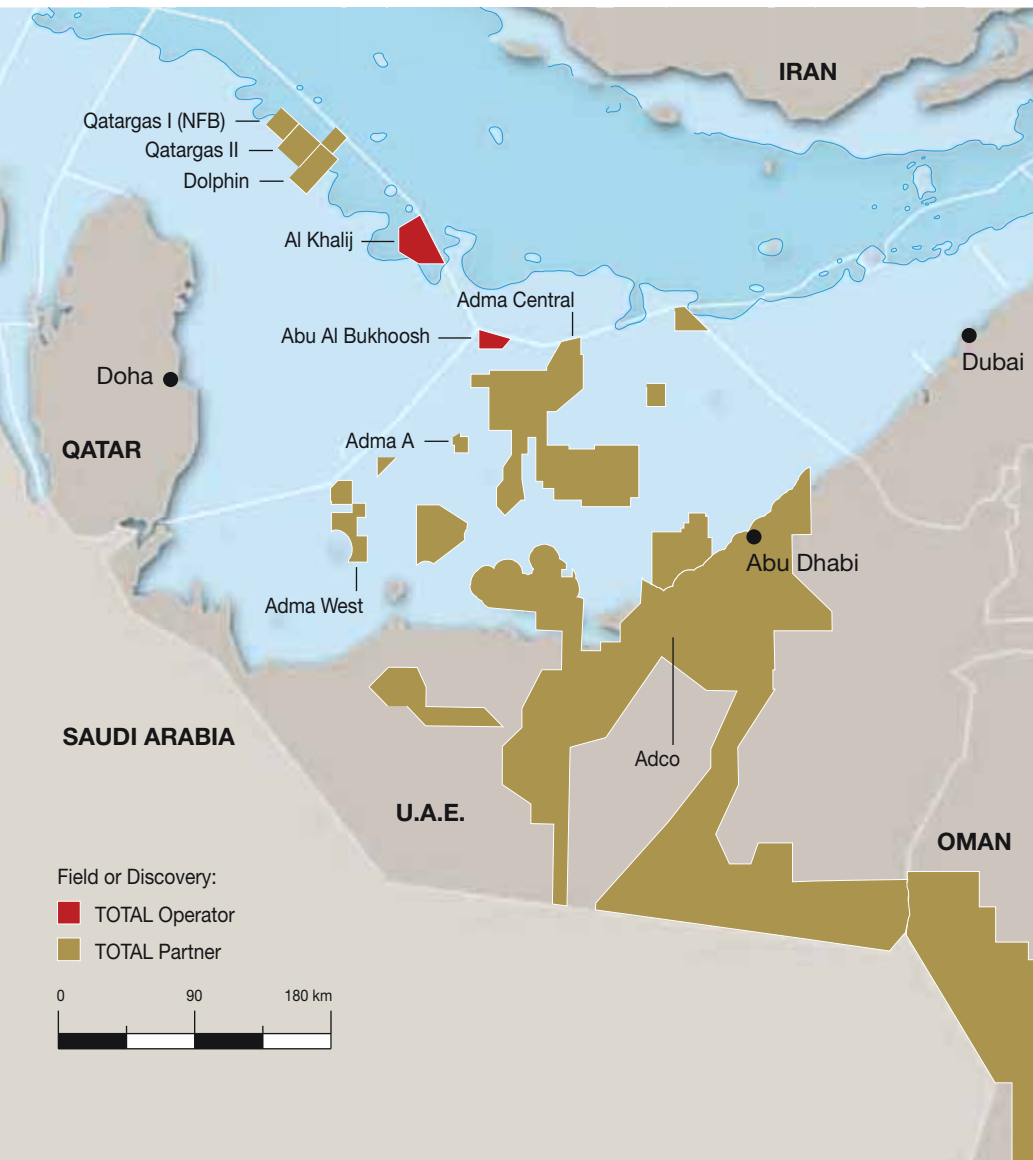 IRAN
Qatargas I (NFB)
Qatargas II
Dolphin
Al Khalij
Adma Central
Abu Al Bukhoosh
Dubai
Doha
QATAR
Adma A
Abu Dhabi
Adma West
SAUDI ARABIA
Adco
U.A.E.
OMAN
Field or Discovery:
TOTAL Operator
TOTAL Partner
0 90 180 km